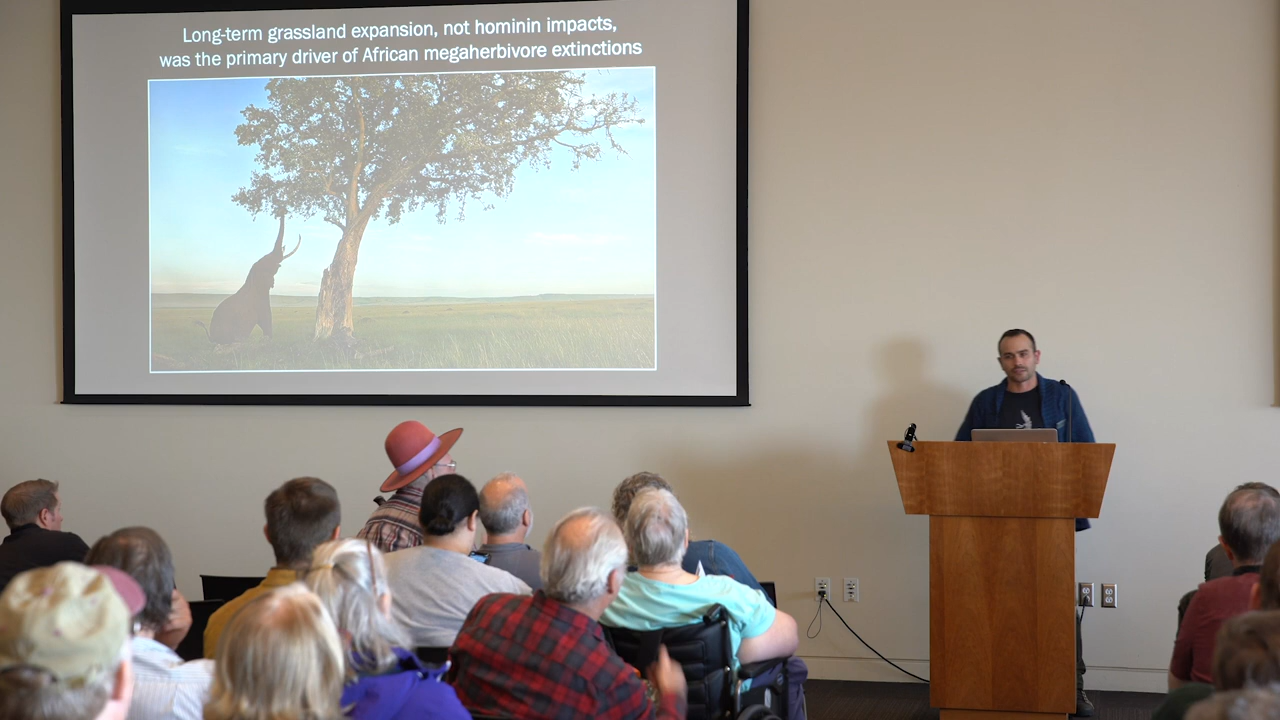 Long-term grassland expansion, not hominin impacts,
was the primary driver of African megaherbivore extinctions